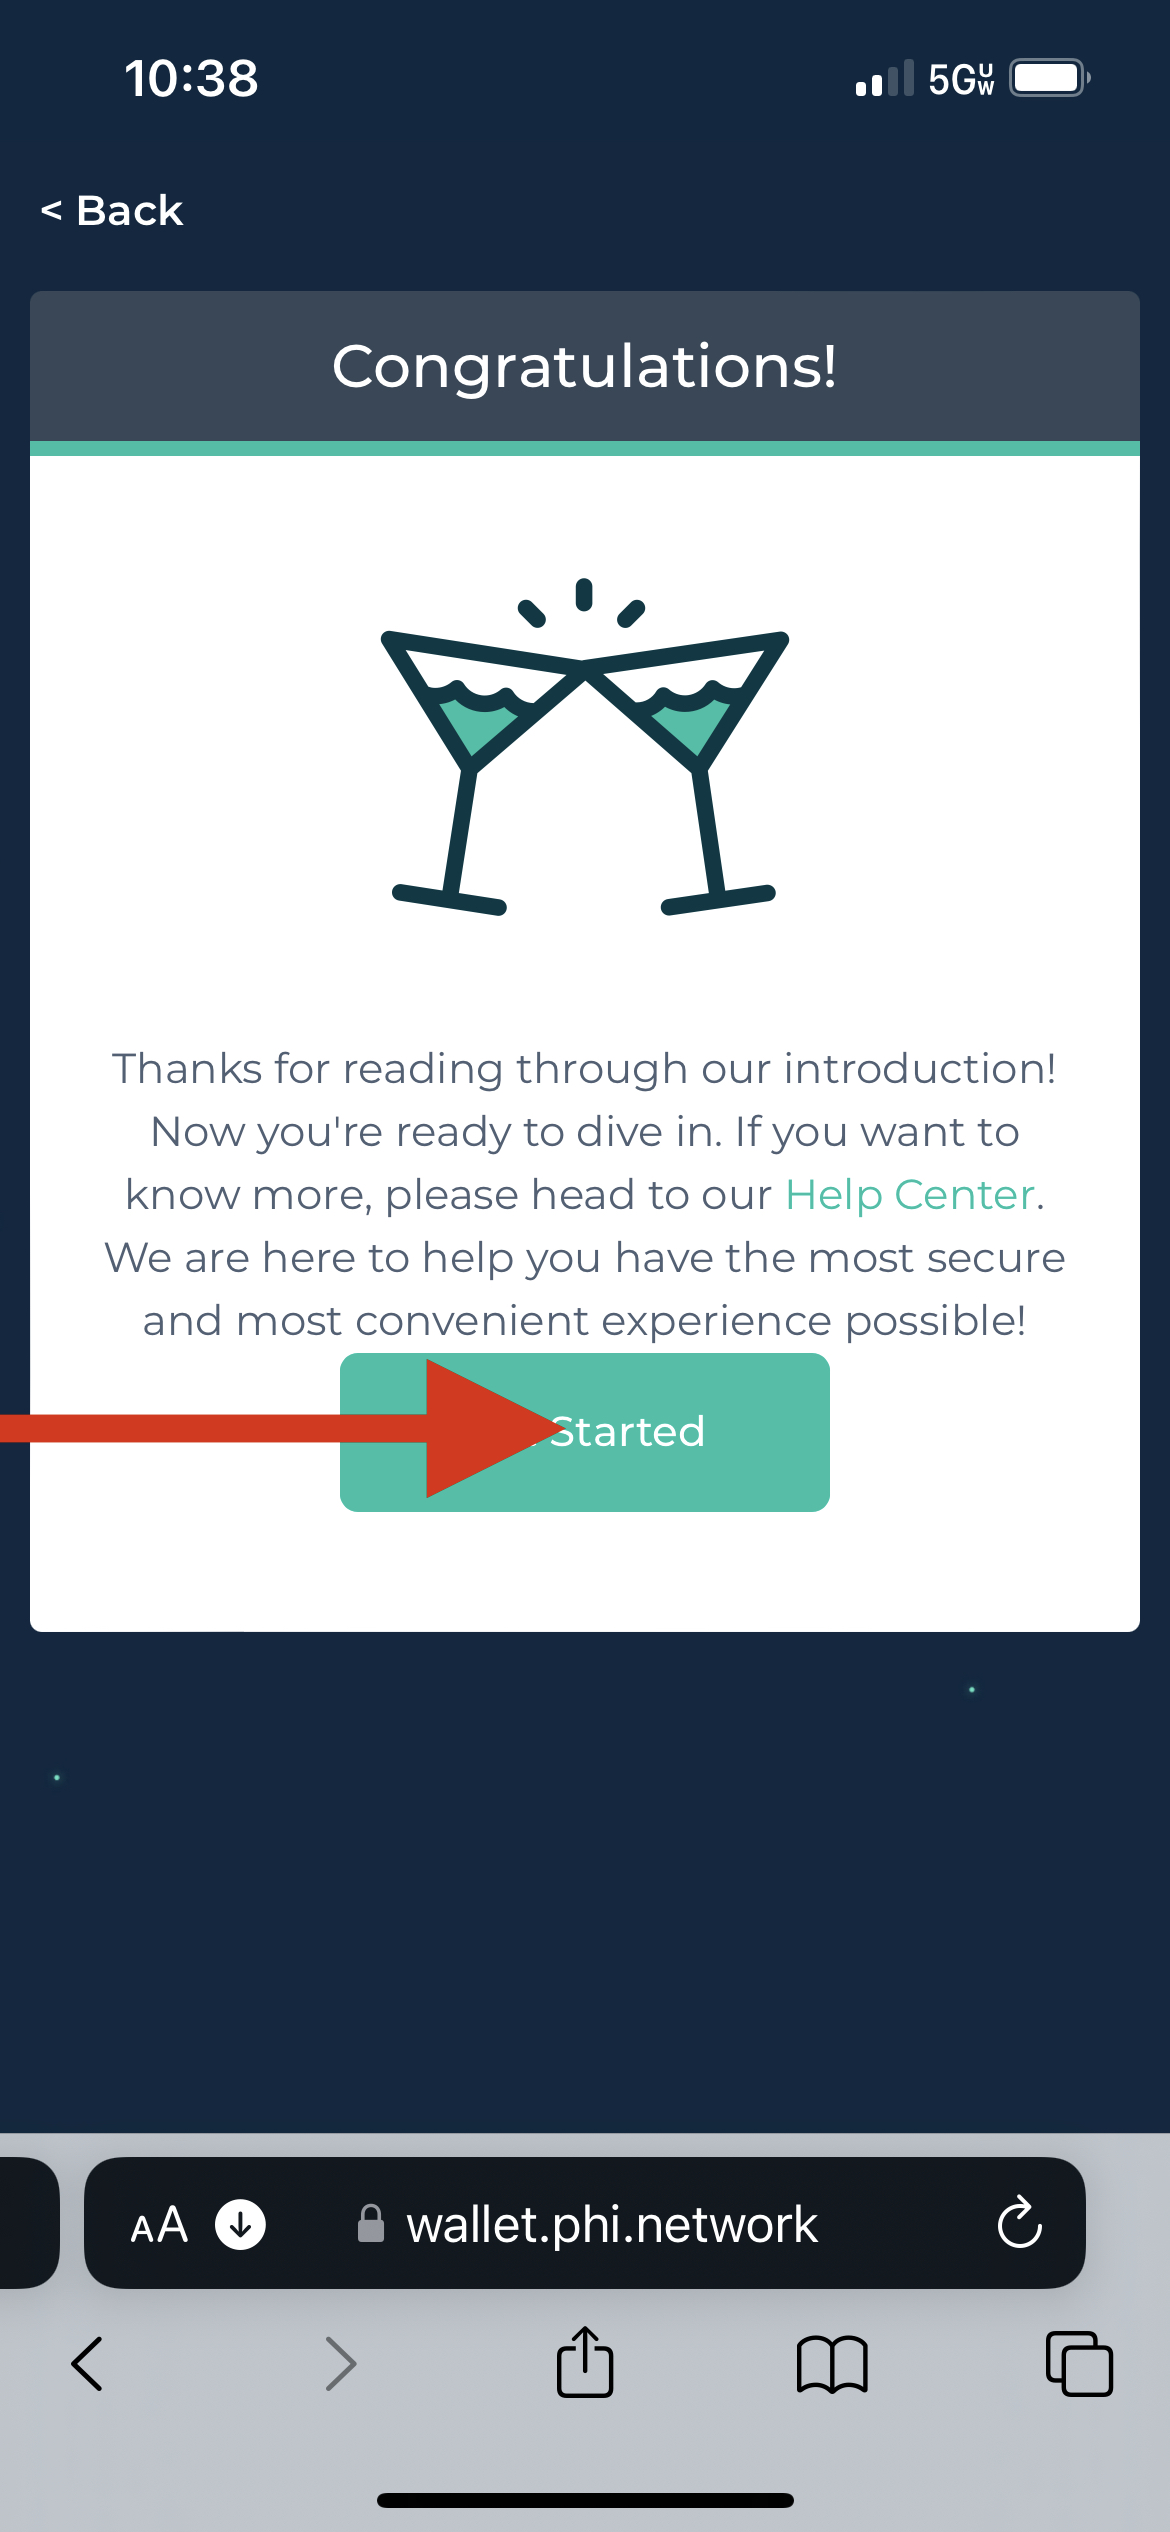 10:38
5G UW
< Back
Congratulations!
Thanks for reading through our introduction!
Now you're ready to dive in. If you want to
know more, please head to our Help Center.
We are here to help you have the most secure
and most convenient experience possible!
Started
AA
wallet.phi.network